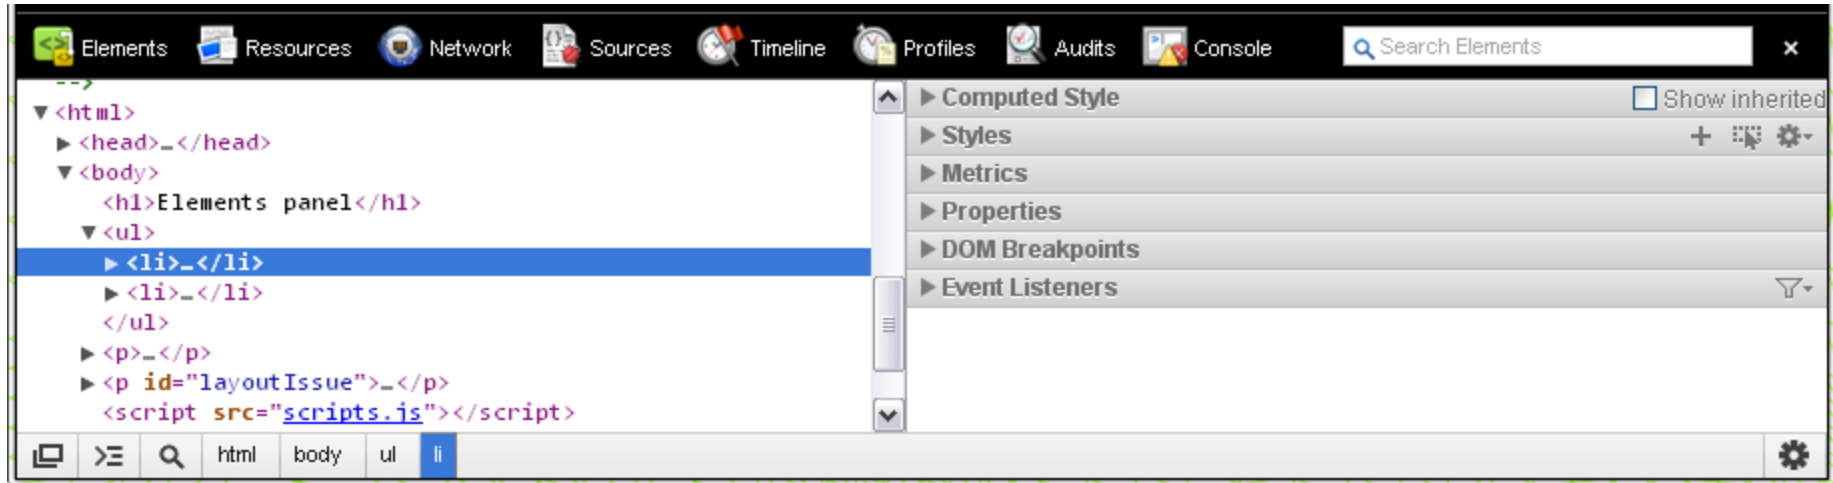 Elements Resources Network Sources Timeline Profiles Audits Console Search Elements ×
-->
▼<html>
▶<head>…</head>
▼<body>
<h1>Elements panel</h1>
▼<ul>
▶<li>…</li>
▶<li>…</li>
</ul>
▶<p>…</p>
▶<p id="layoutIssue">…</p>
<script src="scripts.js"></script>
▶Computed Style Show inherited
▶Styles
▶Metrics
▶Properties
▶DOM Breakpoints
▶Event Listeners
html body ul li